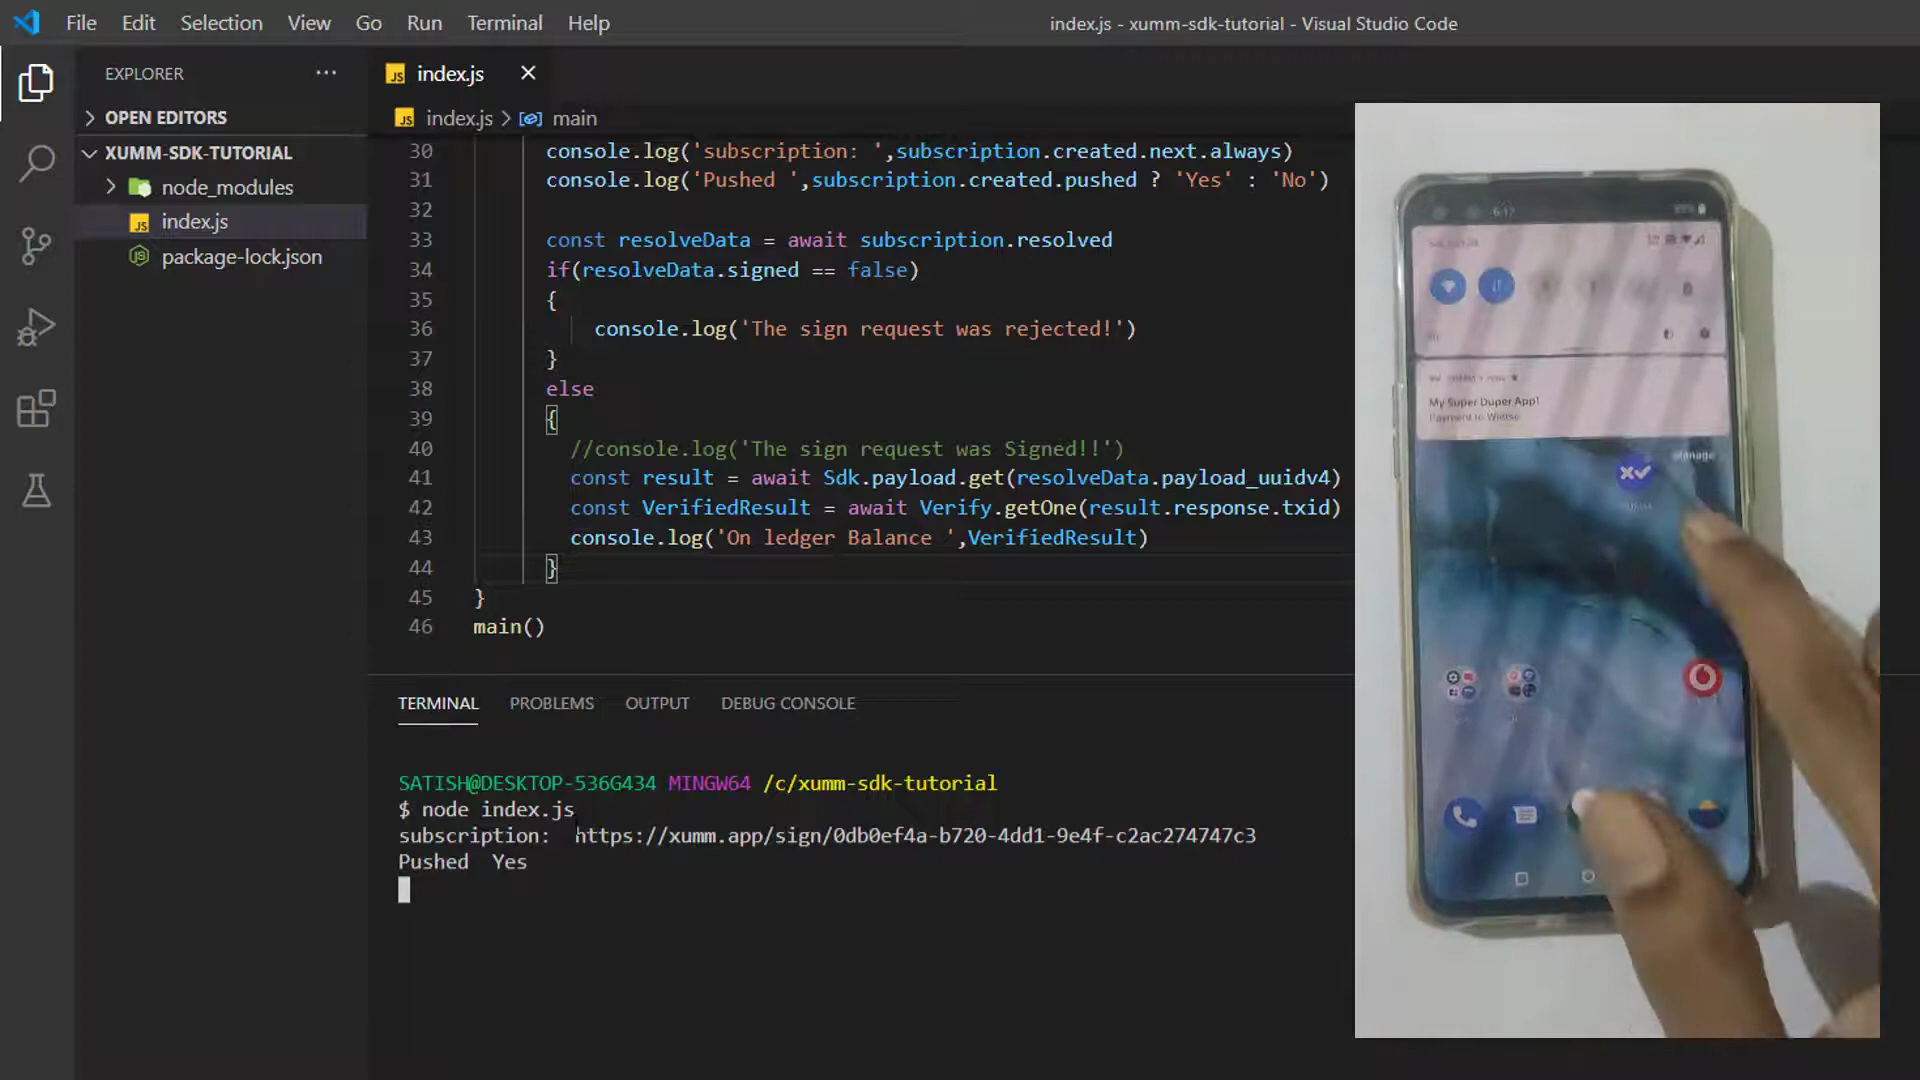 File Edit Selection View Go Run Terminal Help
index.js - xumm-sdk-tutorial - Visual Studio Code
EXPLORER
OPEN EDITORS
XUMM-SDK-TUTORIAL
node_modules
index.js
package-lock.json
index.js
index.js > main
30 console.log('subscription: ',subscription.created.next.always)
31 console.log('Pushed ',subscription.created.pushed ? 'Yes' : 'No')
32
33 const resolveData = await subscription.resolved
34 if(resolveData.signed == false)
35 {
36 console.log('The sign request was rejected!')
37 }
38 else
39 {
40 //console.log('The sign request was Signed!!')
41 const result = await Sdk.payload.get(resolveData.payload_uuidv4)
42 const VerifiedResult = await Verify.getOne(result.response.txid)
43 console.log('On ledger Balance ',VerifiedResult)
44 }
45 }
46 main()
TERMINAL PROBLEMS OUTPUT DEBUG CONSOLE
SATISH@DESKTOP-536G434 MINGW64 /c/xumm-sdk-tutorial
$ node index.js
subscription:  https://xumm.app/sign/0db0ef4a-b720-4dd1-9e4f-c2ac274747c3
Pushed  Yes
6:17
My Super Duper App!
Payment to Wietse
Manage